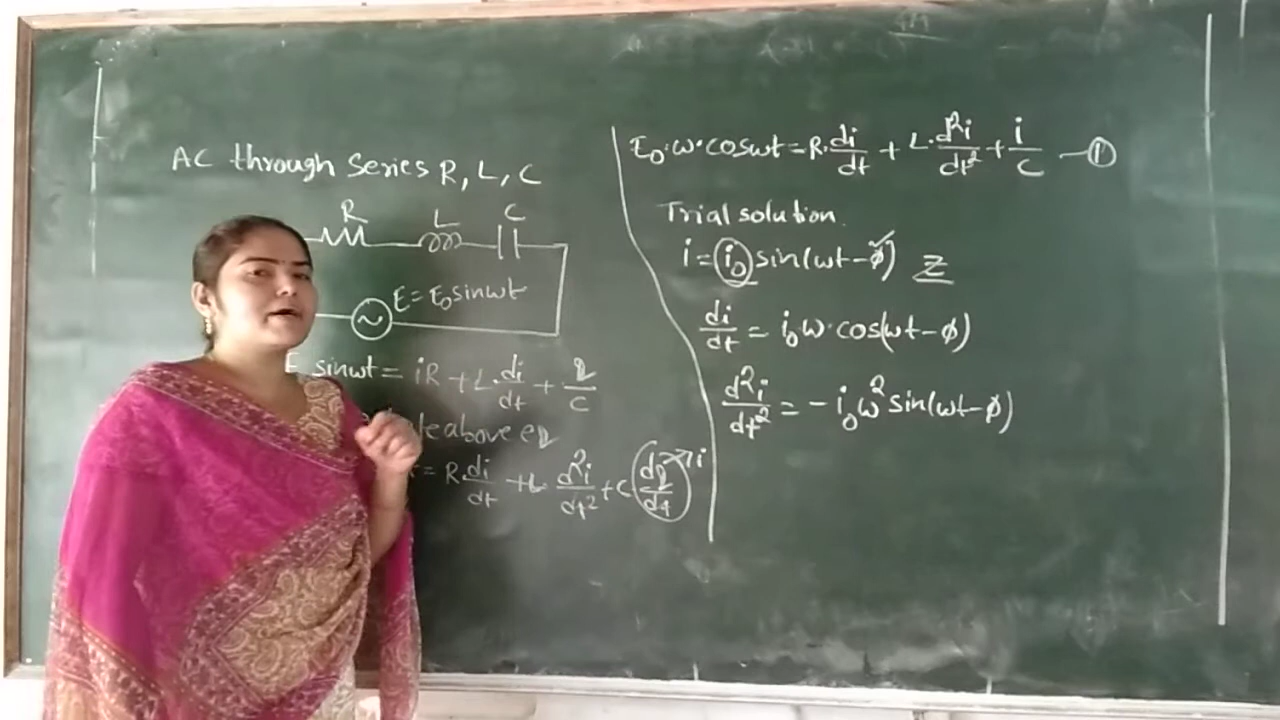 AC through series R, L, C
R L C
E = E₀ sinωt
E sinωt = iR + L. di/dt + q/c
above eq
= R. di/dt + L d²i/dt² + C. dq/dt → i
E₀.ω.cosωt = R. di/dt + L. d²i/dt² + i/C — ①
Trial solution.
i = i₀ sin(ωt - ø) Z
di/dt = i₀ω.cos(ωt - ø)
d²i/dt² = - i₀ω² sin(ωt - ø)